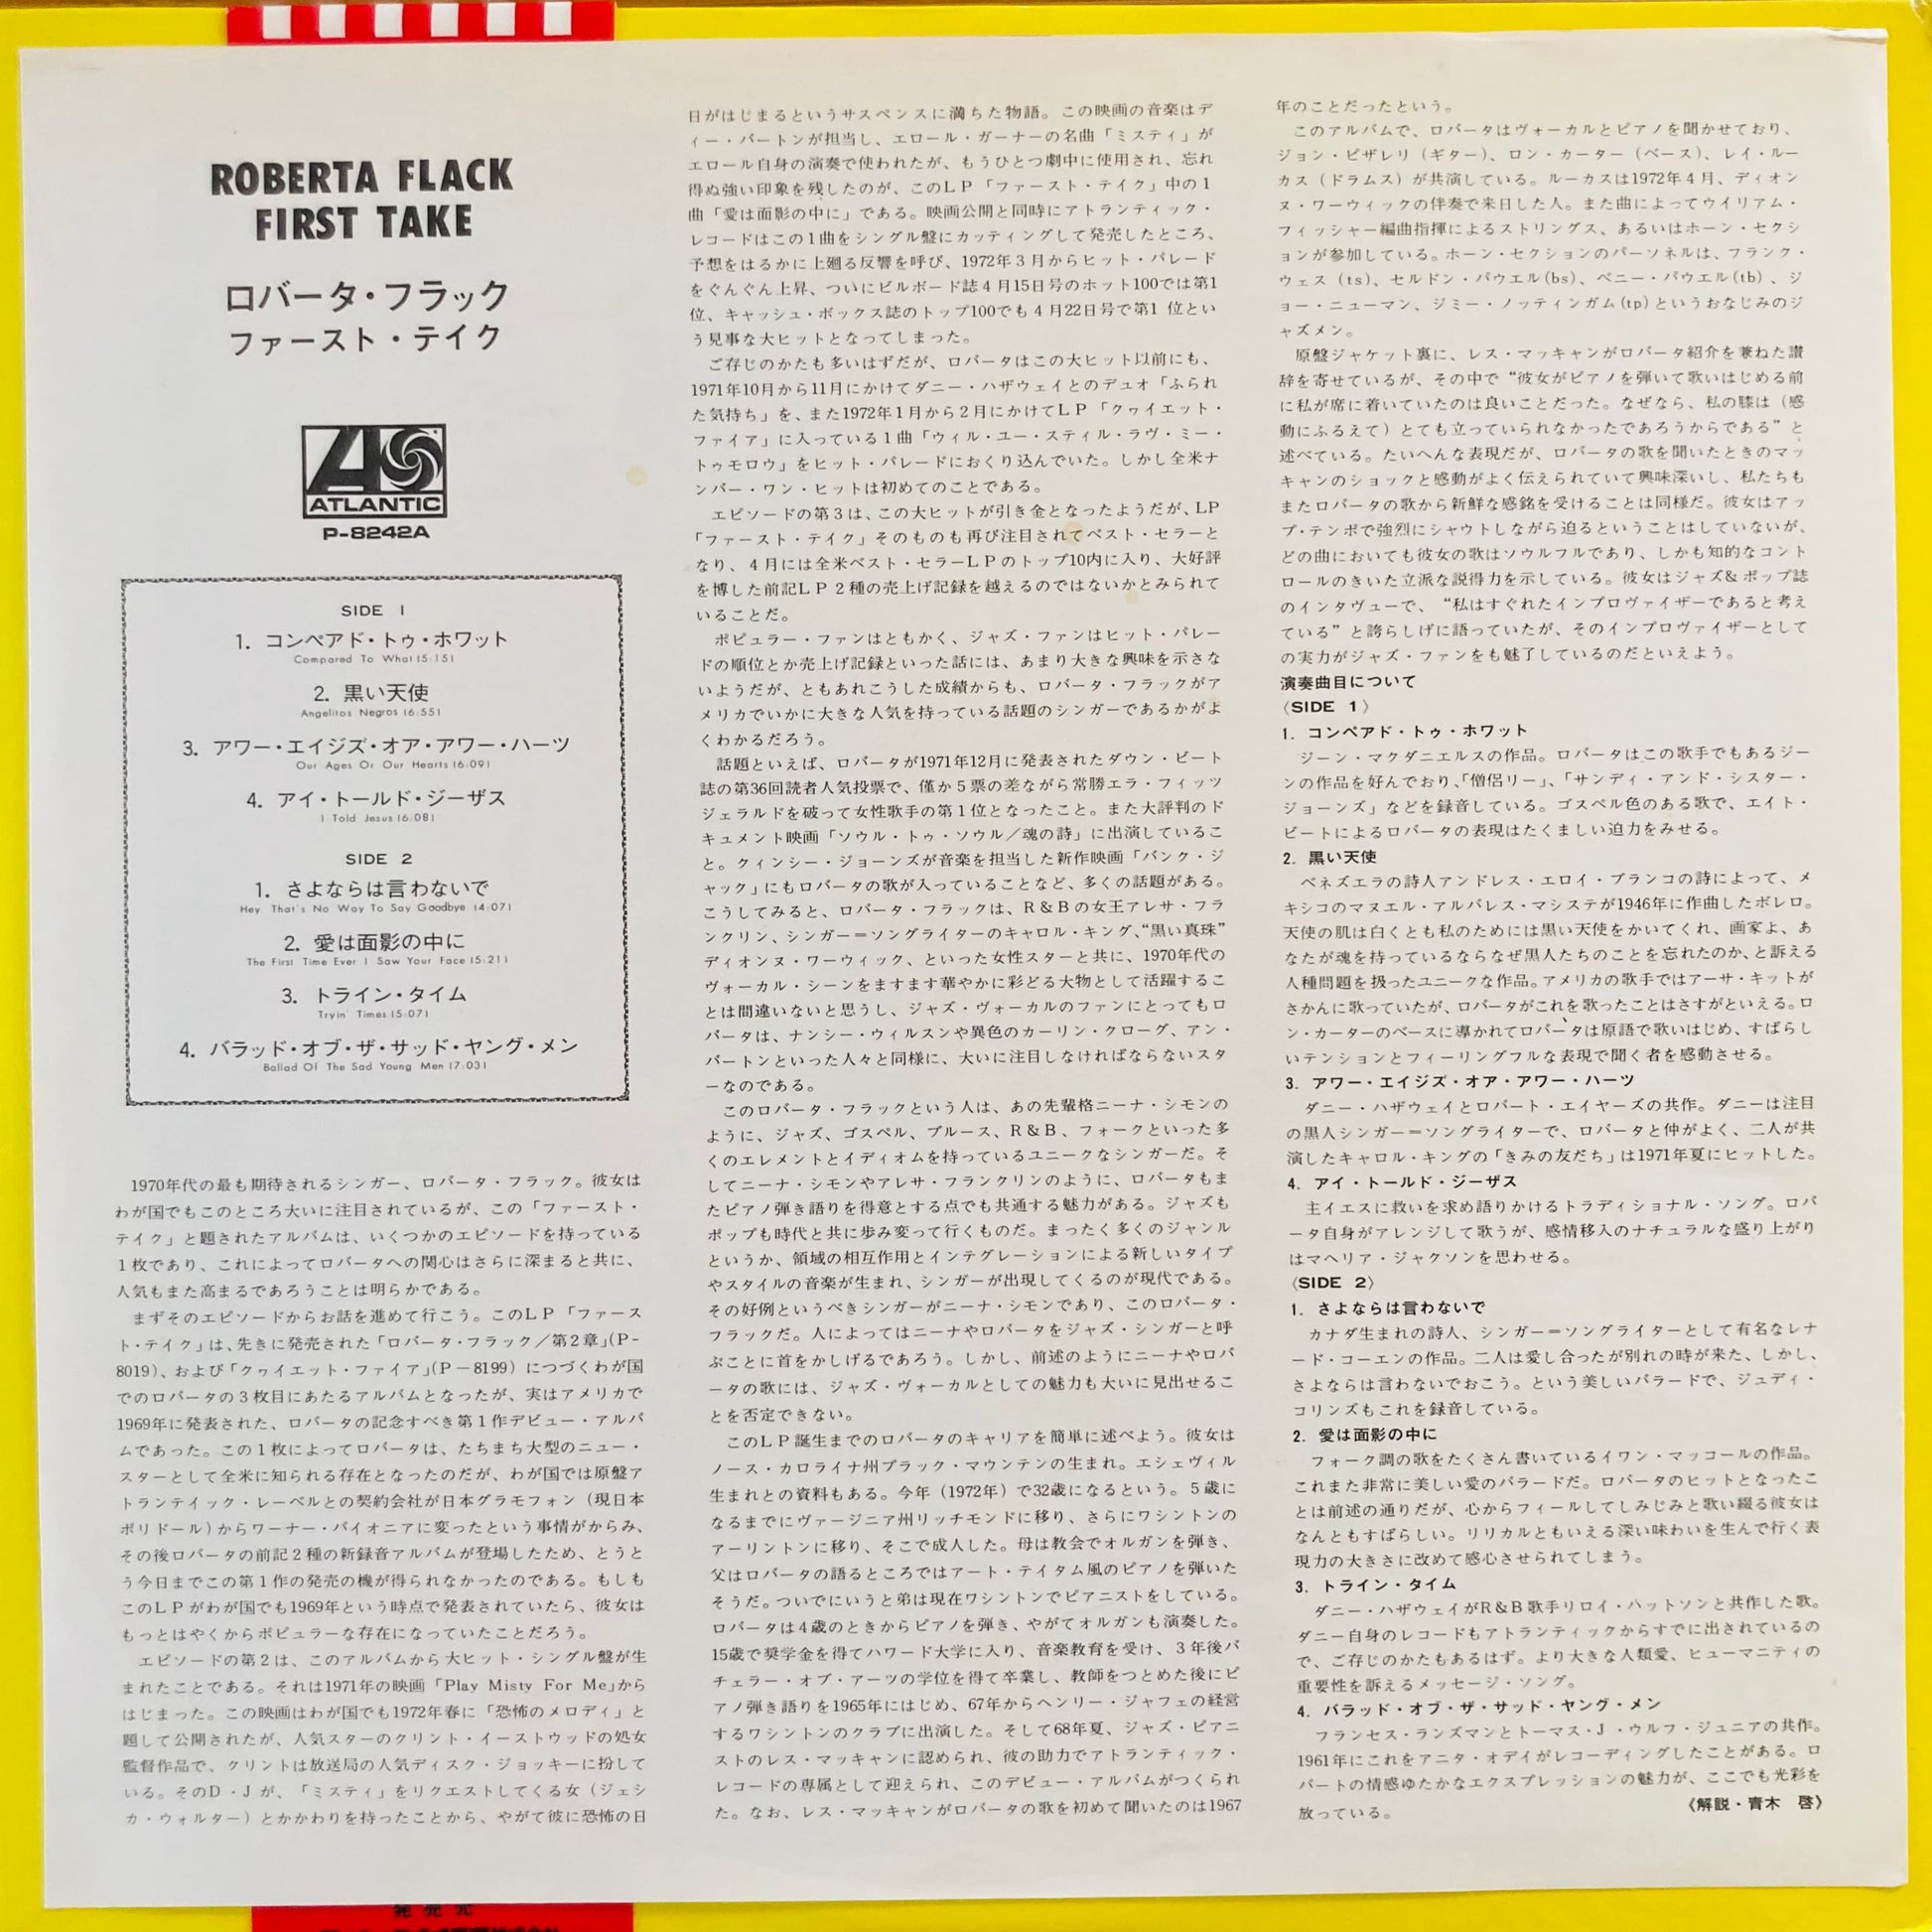 ROBERTA FLACK
FIRST TAKE
ロバータ・フラック
ファースト・テイク
ATLANTIC
P-8242A
SIDE 1
1. コンペアド・トゥ・ホワット
Compared To What (5:15)
2. 黒い天使
Angelitos Negros (6:55)
3. アワー・エイジズ・オア・アワー・ハーツ
Our Ages Or Our Hearts (6:09)
4. アイ・トールド・ジーザス
I Told Jesus (6:08)
SIDE 2
1. さよならは言わないで
Hey, That's No Way To Say Goodbye (4:07)
2. 愛は面影の中に
The First Time Ever I Saw Your Face (5:21)
3. トライン・タイム
Tryin' Times (5:07)
4. バラッド・オブ・ザ・サッド・ヤング・メン
Ballad Of The Sad Young Men (7:03)
1970年代の最も期待されるシンガー、ロバータ・フラック。彼女は
わが国でもこのところ大いに注目されているが、この「ファースト・
テイク」と題されたアルバムは、いくつかのエピソードを持っている
1枚であり、これによってロバータへの関心はさらに深まると共に、
人気もまた高まるであろうことは明らかである。
まずそのエピソードからお話を進めて行こう。このLP「ファース
ト・テイク」は、先きに発売された「ロバータ・フラック／第2章」(P-
8019)、および「クヮイエット・ファイア」(P－8199) につづくわが国
でのロバータの3枚目にあたるアルバムとなったが、実はアメリカで
1969年に発表された、ロバータの記念すべき第1作デビュー・アルバ
ムであった。この1枚によってロバータは、たちまち大型のニュー・
スターとして全米に知られる存在となったのだが、わが国では原盤ア
トランテイック・レーベルとの契約会社が日本グラモフォン（現日本
ポリドール）からワーナー・パイオニアに変ったという事情がからみ、
その後ロバータの前記2種の新録音アルバムが登場したため、とうと
う今日までこの第1作の発売の機が得られなかったのである。もしも
このLPがわが国でも1969年という時点で発表されていたら、彼女は
もっとはやくからポピュラーな存在になっていたことだろう。
エピソードの第2は、このアルバムから大ヒット・シングル盤が生
まれたことである。それは1971年の映画「Play Misty For Me」から
はじまった。この映画はわが国でも1972年春に「恐怖のメロディ」と
題して公開されたが、人気スターのクリント・イーストウッドの処女
監督作品で、クリントは放送局の人気ディスク・ジョッキーに扮して
いる。そのD・Jが、「ミスティ」をリクエストしてくる女（ジェシ
カ・ウォルター）とかかわりを持ったことから、やがて彼に恐怖の日
日がはじまるというサスペンスに満ちた物語。この映画の音楽はデ
ィー・バートンが担当し、エロール・ガーナーの名曲「ミスティ」が
エロール自身の演奏で使われたが、もうひとつ劇中に使用され、忘れ
得ぬ強い印象を残したのが、このLP「ファースト・テイク」中の1
曲「愛は面影の中に」である。映画公開と同時にアトランティック・
レコードはこの1曲をシングル盤にカッティングして発売したところ、
予想をはるかに上廻る反響を呼び、1972年3月からヒット・パレード
をぐんぐん上昇、ついにビルボード誌4月15日号のホット100では第1
位、キャッシュ・ボックス誌のトップ100でも4月22日号で第1位とい
う見事な大ヒットとなってしまった。
ご存じのかたも多いはずだが、ロバータはこの大ヒット以前にも、
1971年10月から11月にかけてダニー・ハザウェイとのデュオ「ふられ
た気持ち」を、また1972年1月から2月にかけてLP「クヮイエット・
ファイア」に入っている1曲「ウィル・ユー・スティル・ラヴ・ミー・
トゥモロウ」をヒット・パレードにおくり込んでいた。しかし全米ナ
ンバー・ワン・ヒットは初めてのことである。
エピソードの第3は、この大ヒットが引き金となったようだが、LP
「ファースト・テイク」そのものも再び注目されてベスト・セラーと
なり、4月には全米ベスト・セラーLPのトップ10内に入り、大好評
を博した前記LP2種の売上げ記録を越えるのではないかとみられて
いることだ。
ポピュラー・ファンはともかく、ジャズ・ファンはヒット・パレー
ドの順位とか売上げ記録といった話には、あまり大きな興味を示さな
いようだが、ともあれこうした成績からも、ロバータ・フラックがア
メリカでいかに大きな人気を持っている話題のシンガーであるかがよ
くわかるだろう。
話題といえば、ロバータが1971年12月に発表されたダウン・ビート
誌の第36回読者人気投票で、僅か5票の差ながら常勝エラ・フィッツ
ジェラルドを破って女性歌手の第1位となったこと。また大評判のド
キュメント映画「ソウル・トゥ・ソウル／魂の詩」に出演しているこ
と。クィンシー・ジョーンズが音楽を担当した新作映画「バンク・ジ
ャック」にもロバータの歌が入っていることなど、多くの話題がある。
こうしてみると、ロバータ・フラックは、R＆Bの女王アレサ・フラ
ンクリン、シンガー＝ソングライターのキャロル・キング、“黒い真珠”
ディオンヌ・ワーウィック、といった女性スターと共に、1970年代の
ヴォーカル・シーンをますます華やかに彩どる大物として活躍するこ
とは間違いないと思うし、ジャズ・ヴォーカルのファンにとってもロ
バータは、ナンシー・ウィルスンや異色のカーリン・クローグ、アン・
バートンといった人々と同様に、大いに注目しなければならないスタ
ーなのである。
このロバータ・フラックという人は、あの先輩格ニーナ・シモンの
ように、ジャズ、ゴスペル、ブルース、R＆B、フォークといった多
くのエレメントとイディオムを持っているユニークなシンガーだ。そ
してニーナ・シモンやアレサ・フランクリンのように、ロバータもま
たピアノ弾き語りを得意とする点でも共通する魅力がある。ジャズも
ポップも時代と共に歩み変って行くものだ。まったく多くのジャンル
というか、領域の相互作用とインテグレーションによる新しいタイプ
やスタイルの音楽が生まれ、シンガーが出現してくるのが現代である。
その好例というべきシンガーがニーナ・シモンであり、このロバータ・
フラックだ。人によってはニーナやロバータをジャズ・シンガーと呼
ぶことに首をかしげるであろう。しかし、前述のようにニーナやロバ
ータの歌には、ジャズ・ヴォーカルとしての魅力も大いに見出せるこ
とを否定できない。
このLP誕生までのロバータのキャリアを簡単に述べよう。彼女は
ノース・カロライナ州ブラック・マウンテンの生まれ。エシェヴィル
生まれとの資料もある。今年（1972年）で32歳になるという。5歳に
なるまでにヴァージニア州リッチモンドに移り、さらにワシントンの
アーリントンに移り、そこで成人した。母は教会でオルガンを弾き、
父はロバータの語るところではアート・テイタム風のピアノを弾いた
そうだ。ついでにいうと弟は現在ワシントンでピアニストをしている。
ロバータは4歳のときからピアノを弾き、やがてオルガンも演奏した。
15歳で奨学金を得てハワード大学に入り、音楽教育を受け、3年後バ
チェラー・オブ・アーツの学位を得て卒業し、教師をつとめた後にピ
アノ弾き語りを1965年にはじめ、67年からヘンリー・ジャフェの経営
するワシントンのクラブに出演した。そして68年夏、ジャズ・ピアニ
ストのレス・マッキャンに認められ、彼の助力でアトランティック・
レコードの専属として迎えられ、このデビュー・アルバムがつくられ
た。なお、レス・マッキャンがロバータの歌を初めて聞いたのは1967
年のことだったという。
このアルバムで、ロバータはヴォーカルとピアノを聞かせており、
ジョン・ピザレリ（ギター）、ロン・カーター（ベース）、レイ・ルー
カス（ドラムス）が共演している。ルーカスは1972年4月、ディオン
ヌ・ワーウィックの伴奏で来日した人。また曲によってウイリアム・
フィッシャー編曲指揮によるストリングス、あるいはホーン・セクシ
ョンが参加している。ホーン・セクションのパーソネルは、フランク・
ウェス (ts)、セルドン・パウエル(bs)、ベニー・パウエル(tb)、ジ
ョー・ニューマン、ジミー・ノッティンガム(tp)というおなじみのジ
ャズメン。
原盤ジャケット裏に、レス・マッキャンがロバータ紹介を兼ねた讃
辞を寄せているが、その中で“彼女がピアノを弾いて歌いはじめる前
に私が席に着いていたのは良いことだった。なぜなら、私の膝は（感
動にふるえて）とても立っていられなかったであろうからである”と
述べている。たいへんな表現だが、ロバータの歌を聞いたときのマッ
キャンのショックと感動がよく伝えられていて興味深いし、私たちも
またロバータの歌から新鮮な感銘を受けることは同様だ。彼女はアッ
プ・テンポで強烈にシャウトしながら迫るということはしていないが、
どの曲においても彼女の歌はソウルフルであり、しかも知的なコント
ロールのきいた立派な説得力を示している。彼女はジャズ＆ポップ誌
のインタヴューで、“私はすぐれたインプロヴァイザーであると考え
ている”と誇らしげに語っていたが、そのインプロヴァイザーとして
の実力がジャズ・ファンをも魅了しているのだといえよう。
演奏曲目について
〈SIDE 1〉
1. コンペアド・トゥ・ホワット
ジーン・マクダニエルスの作品。ロバータはこの歌手でもあるジー
ンの作品を好んでおり、「僧侶リー」、「サンディ・アンド・シスター・
ジョーンズ」などを録音している。ゴスペル色のある歌で、エイト・
ビートによるロバータの表現はたくましい迫力をみせる。
2. 黒い天使
ベネズエラの詩人アンドレス・エロイ・ブランコの詩によって、メ
キシコのマヌエル・アルバレス・マシステが1946年に作曲したボレロ。
天使の肌は白くとも私のためには黒い天使をかいてくれ、画家よ、あ
なたが魂を持っているならなぜ黒人たちのことを忘れたのか、と訴える
人種問題を扱ったユニークな作品。アメリカの歌手ではアーサ・キットが
さかんに歌っていたが、ロバータがこれを歌ったことはさすがといえる。ロ
ン・カーターのベースに導かれてロバータは原語で歌いはじめ、すばらし
いテンションとフィーリングフルな表現で聞く者を感動させる。
3. アワー・エイジズ・オア・アワー・ハーツ
ダニー・ハザウェイとロバート・エイヤーズの共作。ダニーは注目
の黒人シンガー＝ソングライターで、ロバータと仲がよく、二人が共
演したキャロル・キングの「きみの友だち」は1971年夏にヒットした。
4. アイ・トールド・ジーザス
主イエスに救いを求め語りかけるトラディショナル・ソング。ロバ
ータ自身がアレンジして歌うが、感情移入のナチュラルな盛り上がり
はマヘリア・ジャクソンを思わせる。
〈SIDE 2〉
1. さよならは言わないで
カナダ生まれの詩人、シンガー＝ソングライターとして有名なレナ
ード・コーエンの作品。二人は愛し合ったが別れの時が来た、しかし、
さよならは言わないでおこう。という美しいバラードで、ジュディ・
コリンズもこれを録音している。
2. 愛は面影の中に
フォーク調の歌をたくさん書いているイワン・マッコールの作品。
これまた非常に美しい愛のバラードだ。ロバータのヒットとなったこ
とは前述の通りだが、心からフィールしてしみじみと歌い綴る彼女は
なんともすばらしい。リリカルともいえる深い味わいを生んで行く表
現力の大きさに改めて感心させられてしまう。
3. トライン・タイム
ダニー・ハザウェイがR＆B歌手リロイ・ハットソンと共作した歌。
ダニー自身のレコードもアトランティックからすでに出されているの
で、ご存じのかたもあるはず。より大きな人類愛、ヒューマニティの
重要性を訴えるメッセージ・ソング。
4. バラッド・オブ・ザ・サッド・ヤング・メン
フランセス・ランズマンとトーマス・J・ウルフ・ジュニアの共作。
1961年にこれをアニタ・オデイがレコーディングしたことがある。ロ
バートの情感ゆたかなエクスプレッションの魅力が、ここでも光彩を
放っている。
《解説・青木 啓》
発売元